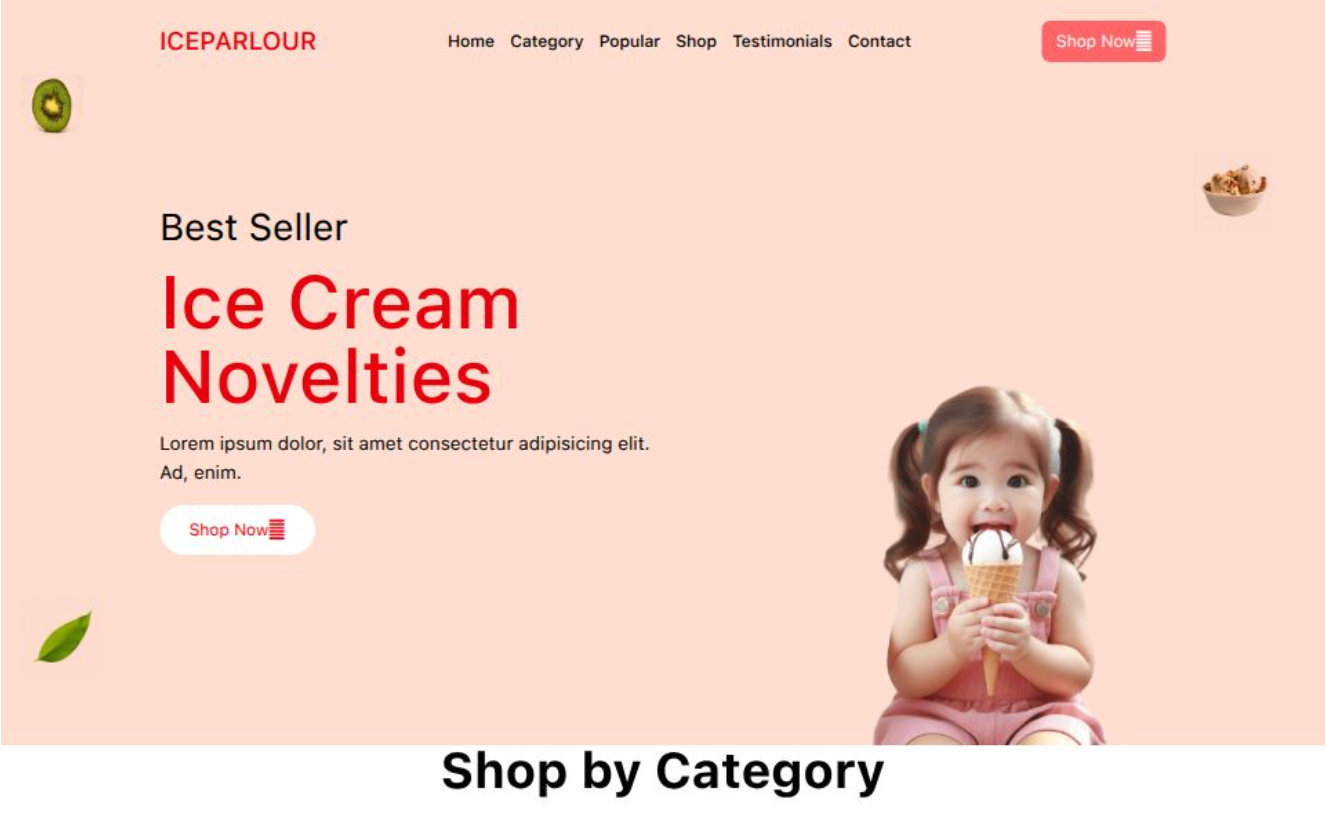 ICEPARLOUR
Home Category Popular Shop Testimonials Contact
Shop Now
Best Seller
Ice Cream
Novelties
Lorem ipsum dolor, sit amet consectetur adipisicing elit.
Ad, enim.
Shop Now
Shop by Category